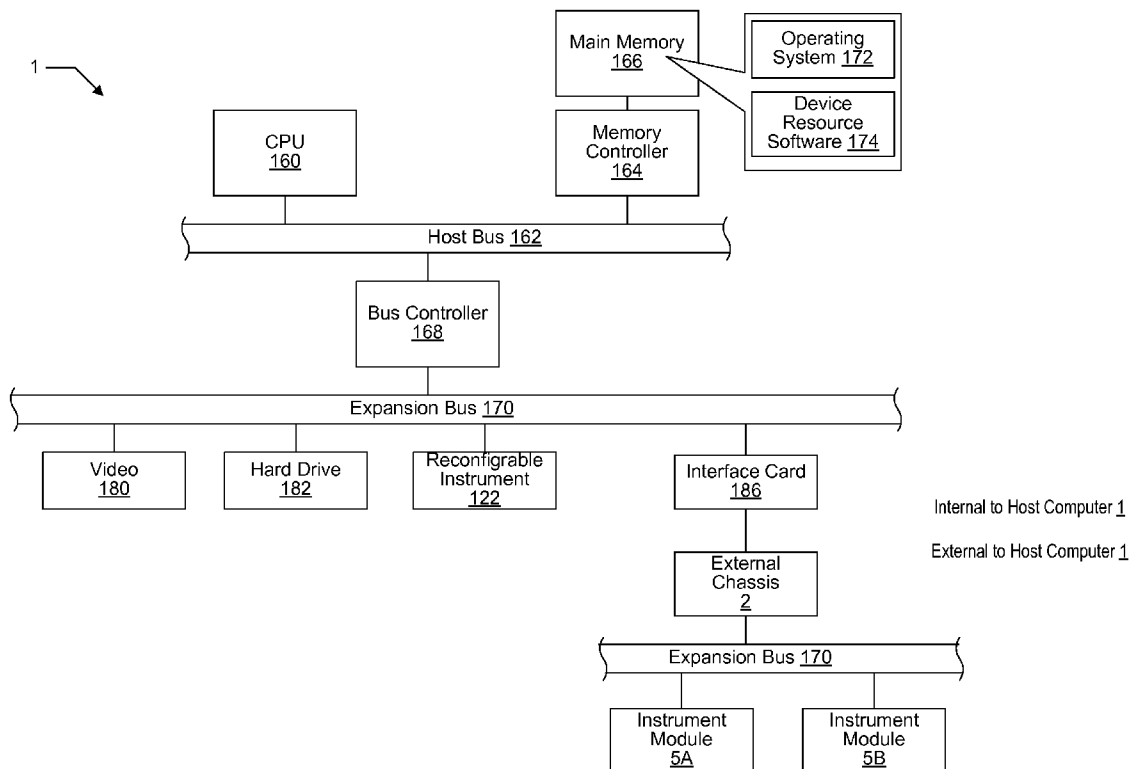 1
Main Memory
166
Operating
System 172
Device
Resource
Software 174
CPU
160
Memory
Controller
164
Host Bus 162
Bus Controller
168
Expansion Bus 170
Video
180
Hard Drive
182
Reconfigrable
Instrument
122
Interface Card
186
Internal to Host Computer 1
External to Host Computer 1
External
Chassis
2
Expansion Bus 170
Instrument
Module
5A
Instrument
Module
5B